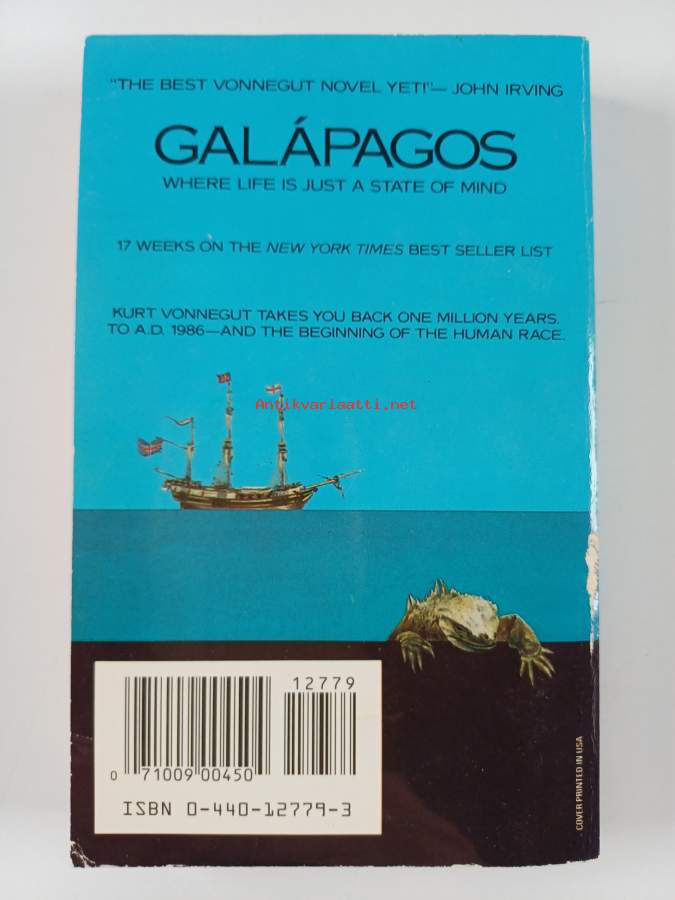 "THE BEST VONNEGUT NOVEL YET!"— JOHN IRVING
GALÁPAGOS
WHERE LIFE IS JUST A STATE OF MIND
17 WEEKS ON THE NEW YORK TIMES BEST SELLER LIST
KURT VONNEGUT TAKES YOU BACK ONE MILLION YEARS.
TO A.D. 1986—AND THE BEGINNING OF THE HUMAN RACE.
Antikvariaatti.net
12779
0 71009 00450
ISBN 0-440-12779-3
COVER PRINTED IN USA